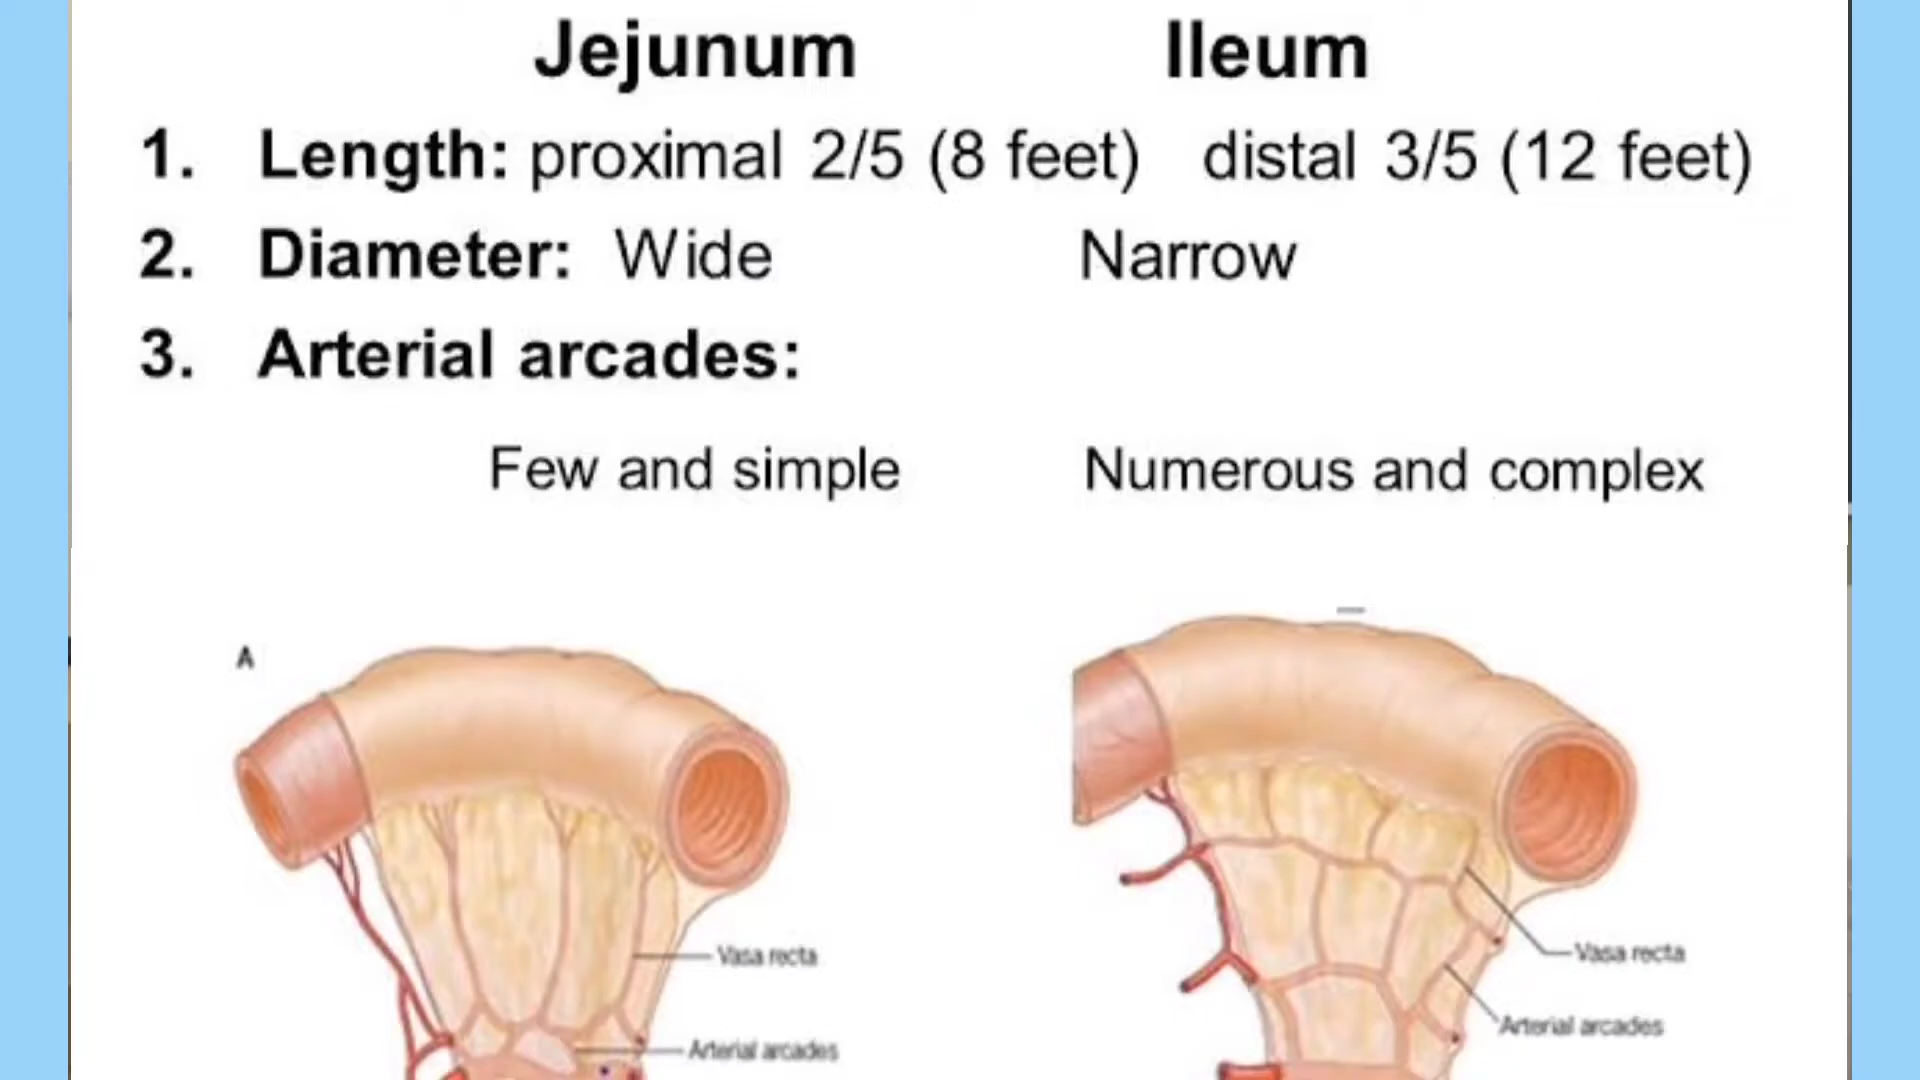 Jejunum Ileum
1. Length: proximal 2/5 (8 feet) distal 3/5 (12 feet)
2. Diameter: Wide Narrow
3. Arterial arcades:
Few and simple Numerous and complex
A
Vasa recta Vasa recta
Arterial arcades
Arterial arcades